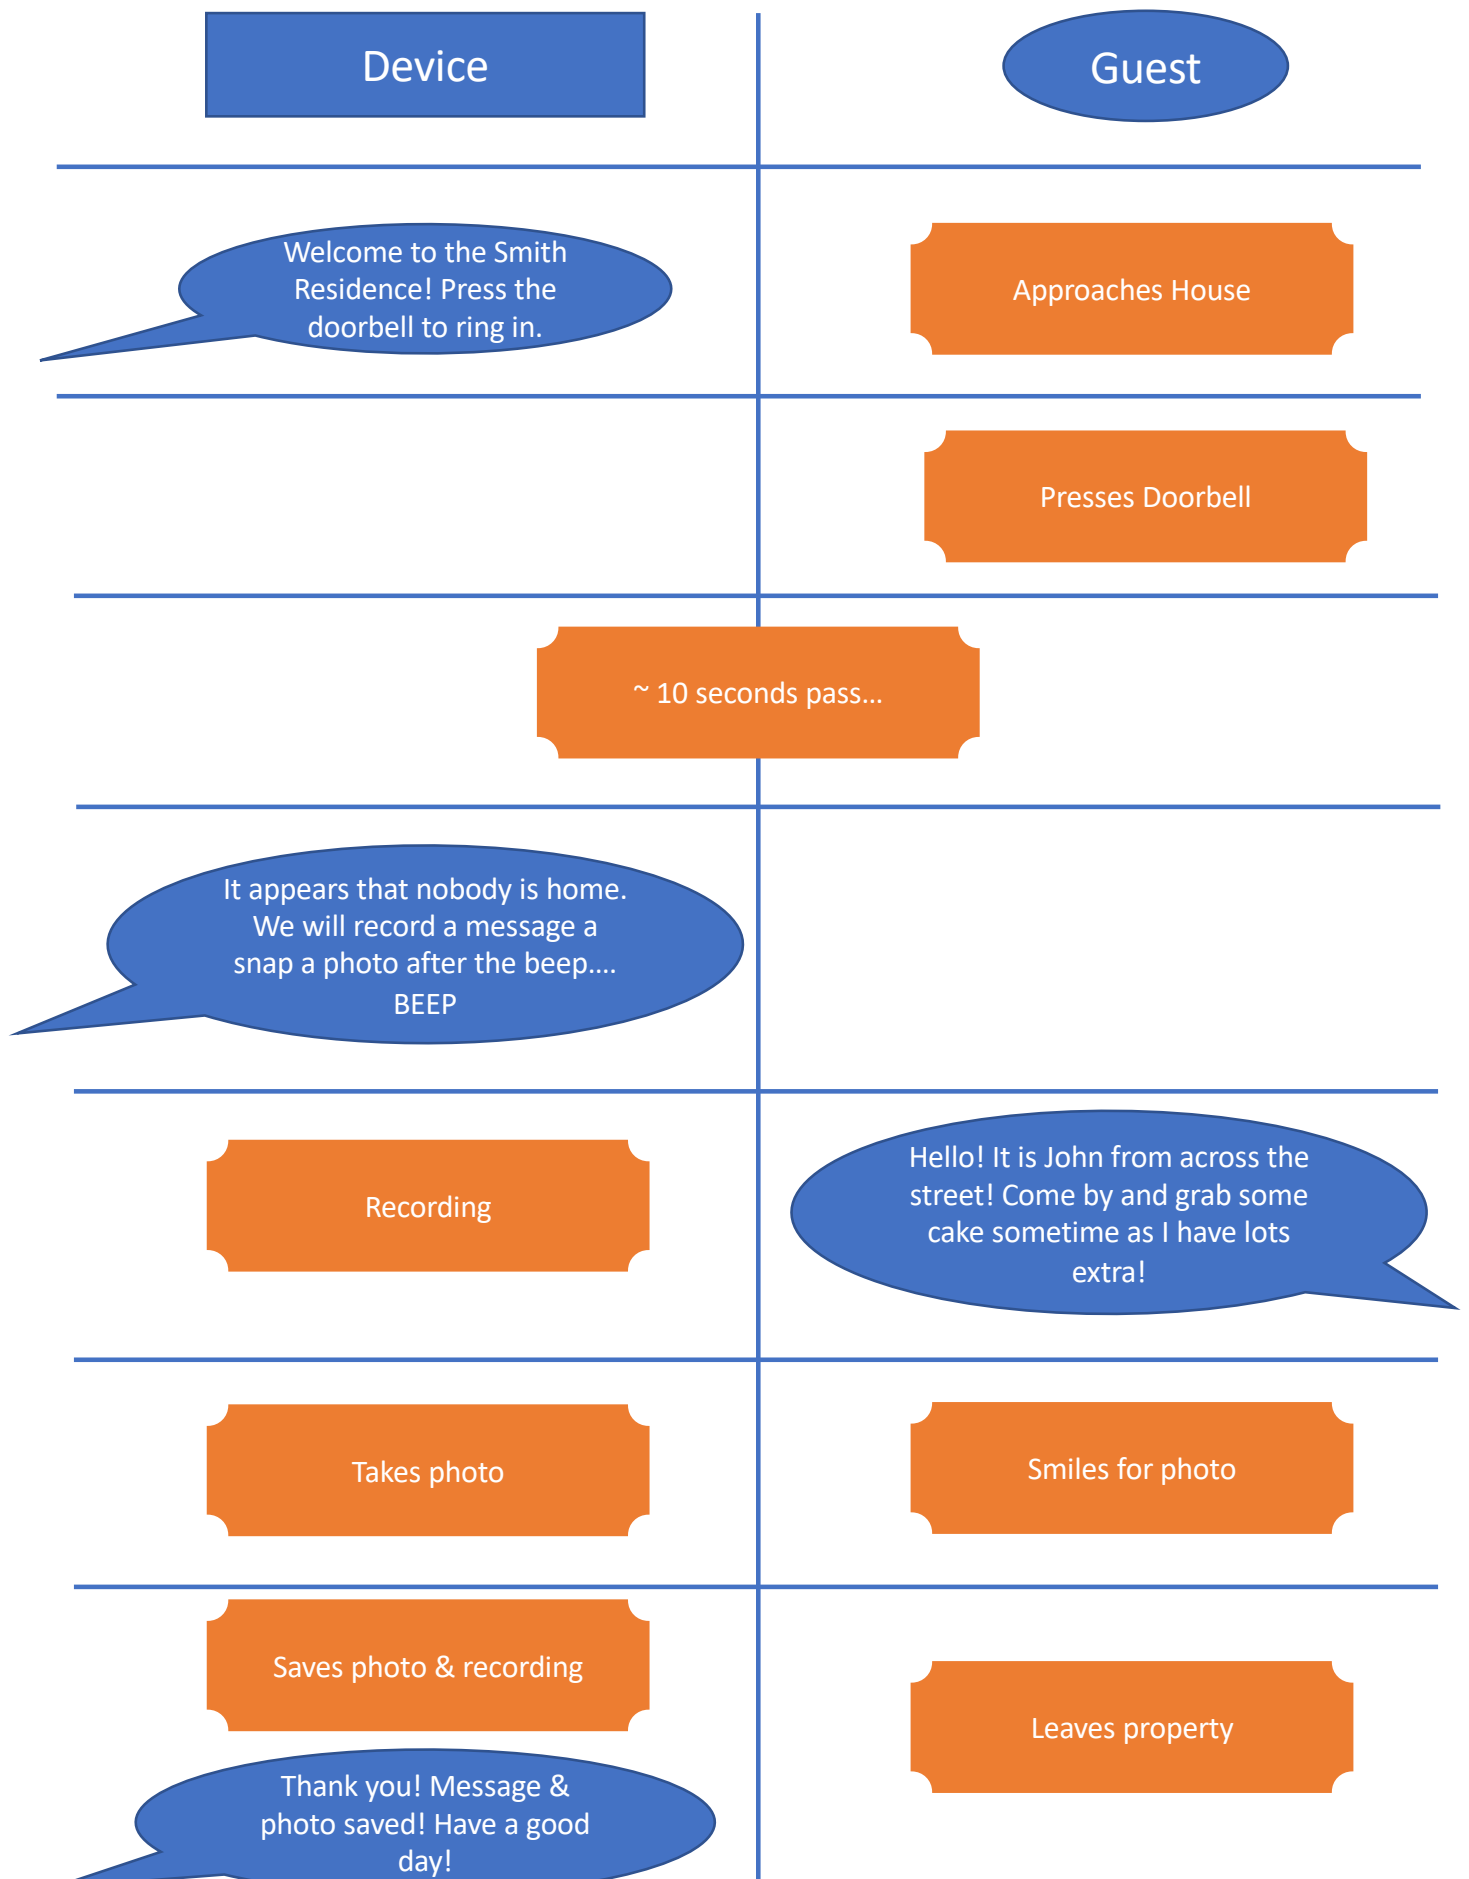 Device
Guest
Welcome to the Smith
Residence! Press the
doorbell to ring in.
Approaches House
Presses Doorbell
~ 10 seconds pass...
It appears that nobody is home.
We will record a message a
snap a photo after the beep....
BEEP
Recording
Hello! It is John from across the
street! Come by and grab some
cake sometime as I have lots
extra!
Takes photo
Smiles for photo
Saves photo & recording
Leaves property
Thank you! Message &
photo saved! Have a good
day!